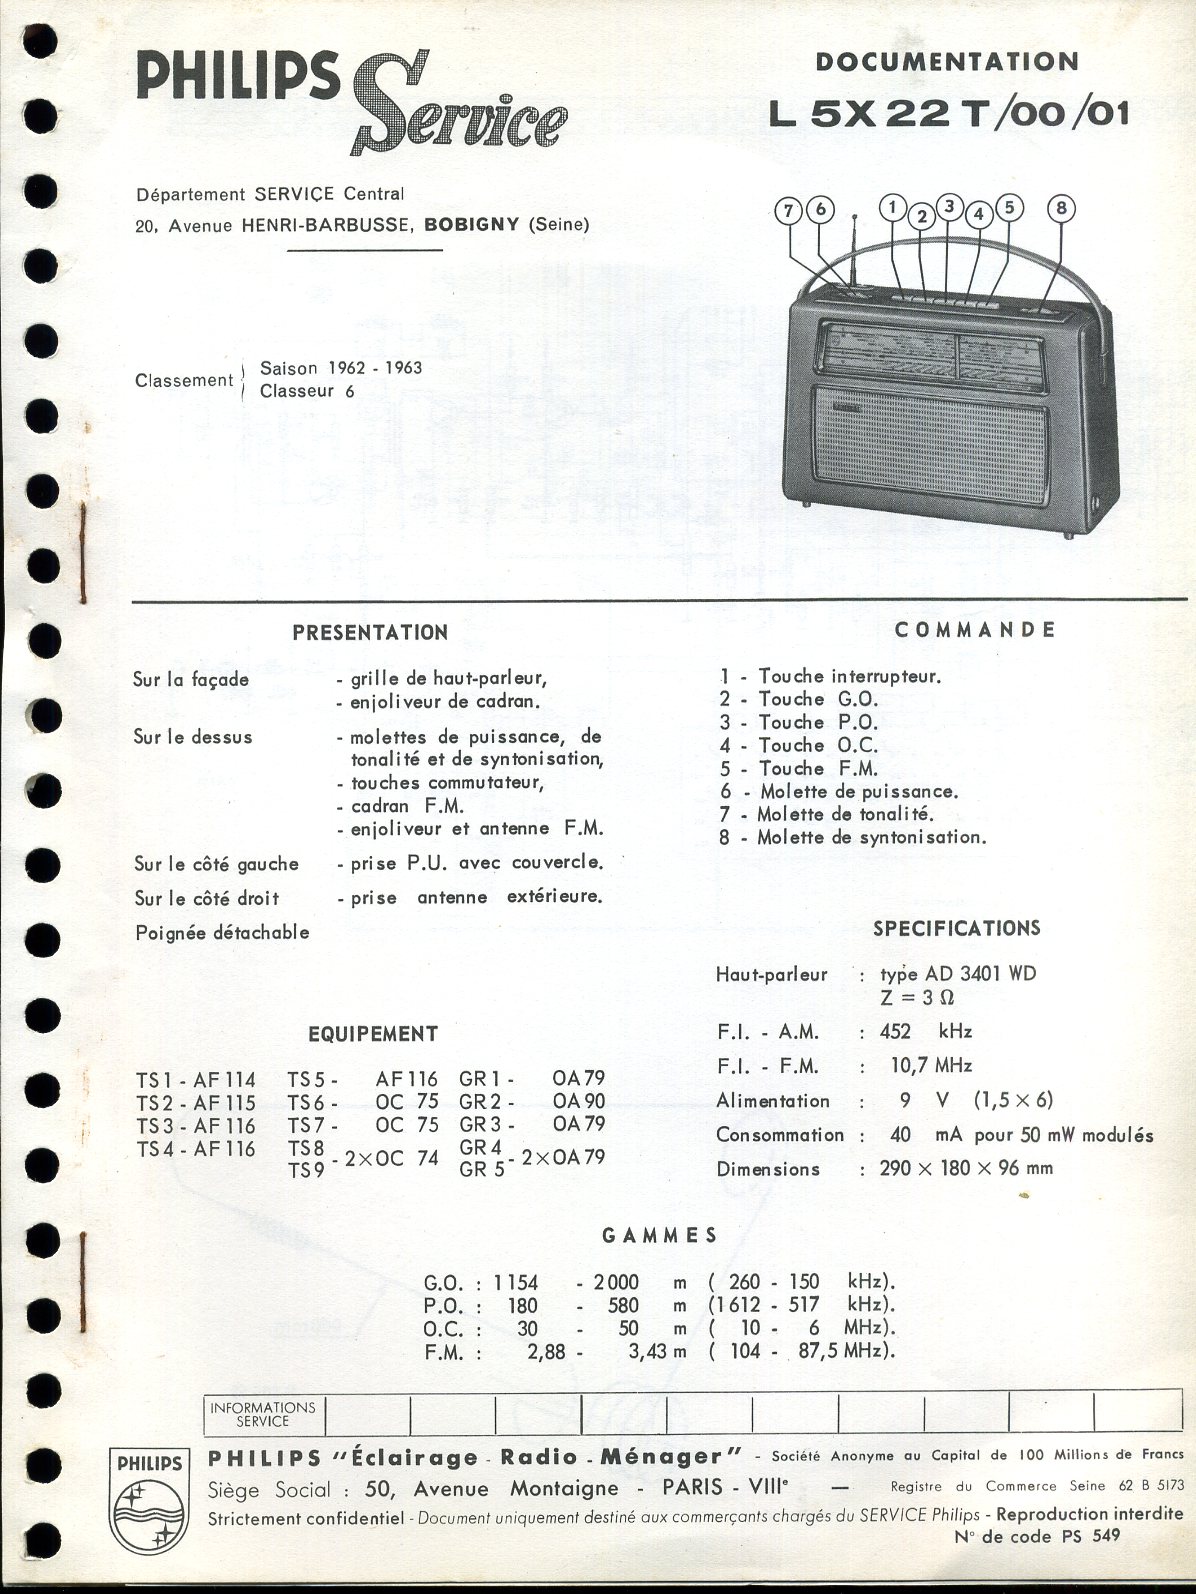 PHILIPS Service
Département SERVICE Central
20, Avenue HENRI-BARBUSSE, BOBIGNY (Seine)
Classement
Saison 1962 - 1963
Classeur 6
DOCUMENTATION
L 5X 22 T /00 /01
7 6 1 2 3 4 5 8
PRESENTATION
Sur la façade - grille de haut-parleur,
- enjoliveur de cadran.
Sur le dessus - molettes de puissance, de
tonalité et de syntonisation,
- touches commutateur,
- cadran F.M.
- enjoliveur et antenne F.M.
Sur le côté gauche - prise P.U. avec couvercle.
Sur le côté droit - prise antenne extérieure.
Poignée détachable
COMMANDE
1 - Touche interrupteur.
2 - Touche G.O.
3 - Touche P.O.
4 - Touche O.C.
5 - Touche F.M.
6 - Molette de puissance.
7 - Molette de tonalité.
8 - Molette de syntonisation.
EQUIPEMENT
TS1 - AF 114 TS5 - AF 116 GR 1 - OA 79
TS2 - AF 115 TS6 - OC 75 GR 2 - OA 90
TS3 - AF 116 TS7 - OC 75 GR 3 - OA 79
TS4 - AF 116 TS8 TS9 - 2×OC 74 GR 4 GR 5 - 2×OA79
SPECIFICATIONS
Haut-parleur : type AD 3401 WD
Z = 3 Ω
F.I. - A.M. : 452 kHz
F.I. - F.M. : 10,7 MHz
Alimentation : 9 V (1,5 × 6)
Consommation : 40 mA pour 50 mW modulés
Dimensions : 290 × 180 × 96 mm
GAMMES
G.O. : 1154 - 2000 m ( 260 - 150 kHz).
P.O. : 180 - 580 m (1612 - 517 kHz).
O.C. : 30 - 50 m ( 10 - 6 MHz).
F.M. : 2,88 - 3,43 m ( 104 - 87,5 MHz).
INFORMATIONS
SERVICE
PHILIPS
PHILIPS "Éclairage - Radio - Ménager" - Société Anonyme au Capital de 100 Millions de Francs
Siège Social : 50, Avenue Montaigne - PARIS - VIIIe — Registre du Commerce Seine 62 B 5173
Strictement confidentiel - Document uniquement destiné aux commerçants chargés du SERVICE Philips - Reproduction interdite
N° de code PS 549